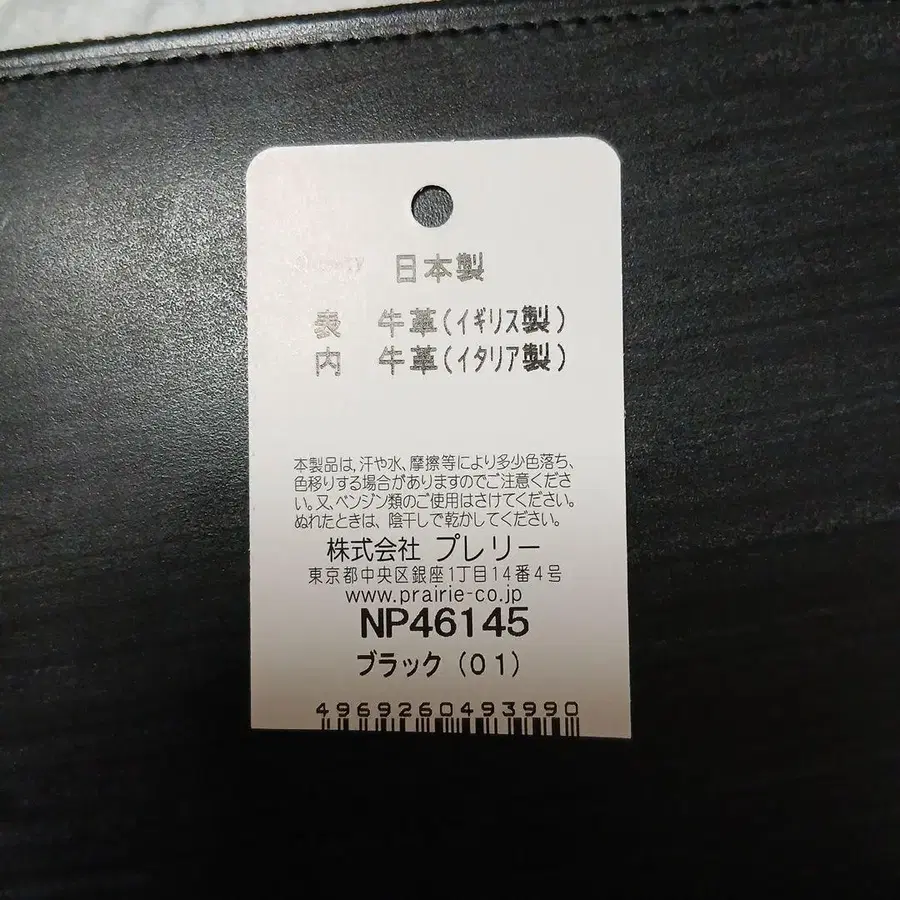 日本製
表 牛革(イギリス製)
内 牛革(イタリア製)
本製品は、汗や水、摩擦等により多少色落ち、
色移りする場合がありますのでご注意くださ
い。又、ベンジン類のご使用はさけてください。
ぬれたときは、陰干しで乾かしてください。
株式会社 プレリー
東京都中央区銀座1丁目14番4号
www.prairie-co.jp
NP46145
ブラック(01)
4969260493990